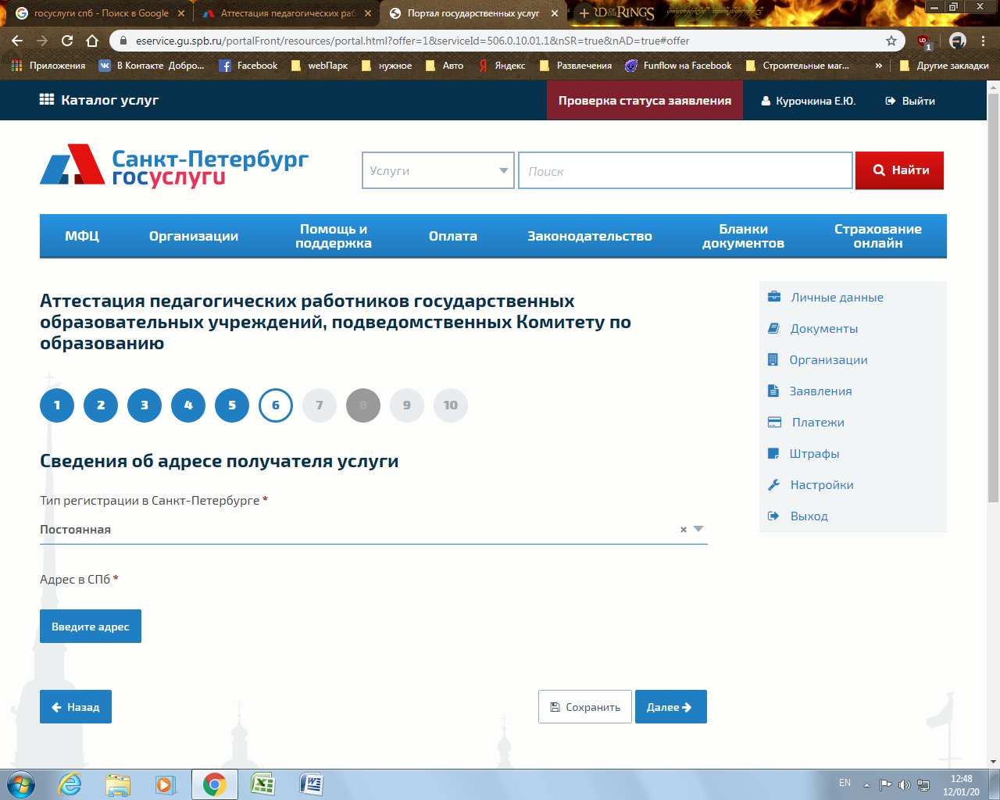 госуслуги спб - Поиск в Google
Аттестация педагогических раб
Портал государственных услуг
RD OF THE RINGS
eservice.gu.spb.ru/portalFront/resources/portal.html?offer=1&serviceId=506.0.10.01.1&nSR=true&nAD=true#offer
1
Приложения
В Контакте Добро...
Facebook
webПарк
нужное
Авто
Яндекс
Развлечения
Funflow на Facebook
Строительные маг...
»
Другие закладки
Каталог услуг
Проверка статуса заявления
Курочкина Е.Ю.
Выйти
Санкт-Петербург
госуслуги
Услуги
Поиск
Найти
МФЦ
Организации
Помощь и
поддержка
Оплата
Законодательство
Бланки
документов
Страхование
онлайн
Аттестация педагогических работников государственных
образовательных учреждений, подведомственных Комитету по
образованию
1 2 3 4 5 6 7 8 9 10
Сведения об адресе получателя услуги
Тип регистрации в Санкт-Петербурге *
Постоянная
Адрес в СПб *
Введите адрес
Назад
Сохранить
Далее
Личные данные
Документы
Организации
Заявления
Платежи
Штрафы
Настройки
Выход
EN
12:48
12/01/20